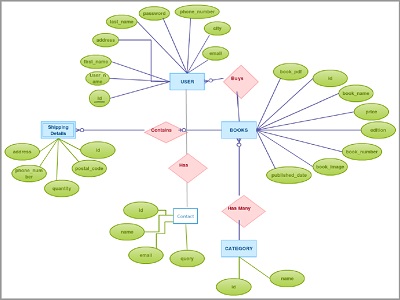 password
phone_number
last_name
city
address
email
first_name
User_n
ame
id
USER
Buys
book_pdf
id
book_name
price
edition
book_number
book_image
published_date
BOOKS
Contains
Shipping
Details
address
id
phone_num
ber
postal_code
quantity
Has
id
Contact
name
email
Has Many
CATEGORY
id
name